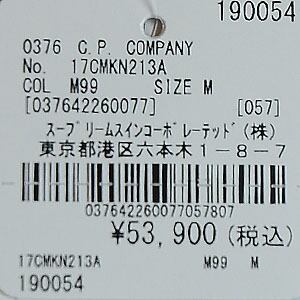 190054
0376 C.P. COMPANY
No. 17CMKN213A
COL M99 SIZE M
[037642260077] [057]
スープリームスインコーポレーテッド(株)
東京都港区六本木1-8-7
037642260077057807
¥53,900(税込)
17CMKN213A M99 M
190054